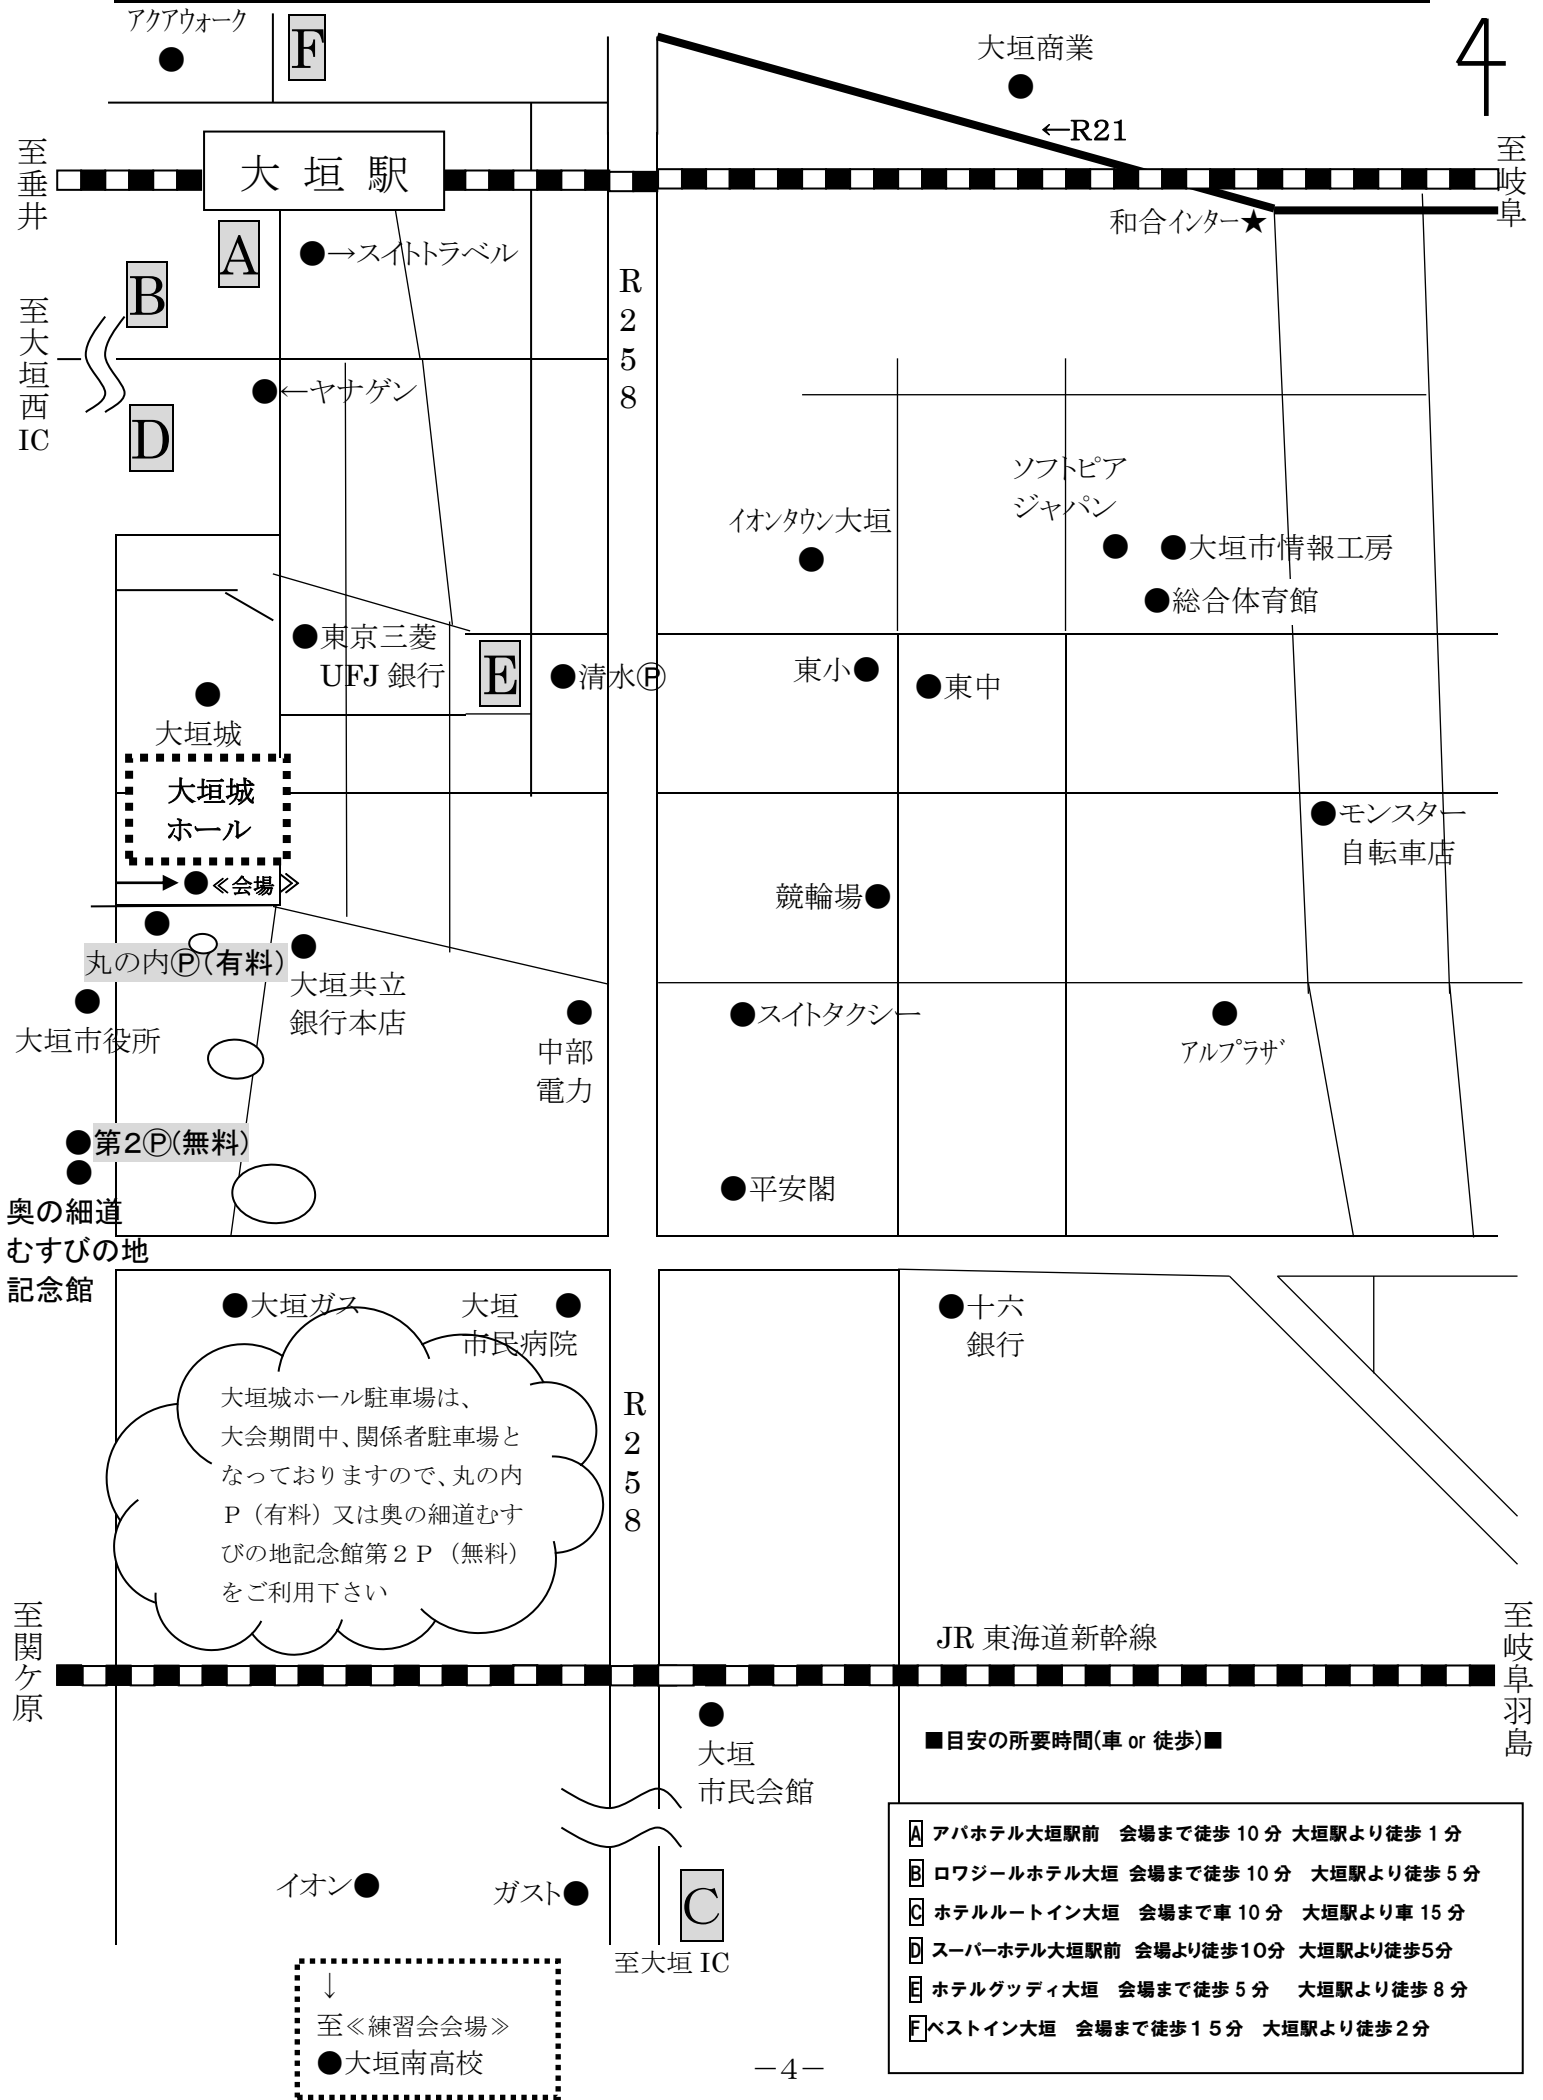 アクアウォーク
F
大垣商業
4
←R21
至垂井
大垣駅
至岐阜
和合インター★
A
●→スイトトラベル
B
R258
至大垣西IC
●←ヤナゲン
D
ソフトピア
ジャパン
イオンタウン大垣
●大垣市情報工房
●総合体育館
●東京三菱
UFJ 銀行
E
●清水Ⓟ
東小●
●東中
大垣城
大垣城
ホール
●モンスター
自転車店
●≪会場≫
競輪場●
丸の内Ⓟ(有料)
大垣共立
銀行本店
●スイトタクシー
大垣市役所
中部
電力
アルプラザ
●第2Ⓟ(無料)
●平安閣
奥の細道
むすびの地
記念館
●大垣ガス
大垣
市民病院
●十六
銀行
大垣城ホール駐車場は、
大会期間中、関係者駐車場と
なっておりますので、丸の内
P(有料)又は奥の細道むす
びの地記念館第2P(無料)
をご利用下さい
R258
至関ケ原
JR 東海道新幹線
至岐阜羽島
大垣
市民会館
■目安の所要時間(車 or 徒歩)■
A アパホテル大垣駅前 会場まで徒歩 10 分 大垣駅より徒歩 1 分
B ロワジールホテル大垣 会場まで徒歩 10 分 大垣駅より徒歩 5 分
C ホテルルートイン大垣 会場まで車 10 分 大垣駅より車 15 分
D スーパーホテル大垣駅前 会場より徒歩10分 大垣駅より徒歩5分
E ホテルグッディ大垣 会場まで徒歩 5 分 大垣駅より徒歩 8 分
F ベストイン大垣 会場まで徒歩15分 大垣駅より徒歩2分
イオン●
ガスト●
C
至大垣 IC
↓
至≪練習会会場≫
●大垣南高校
－4－